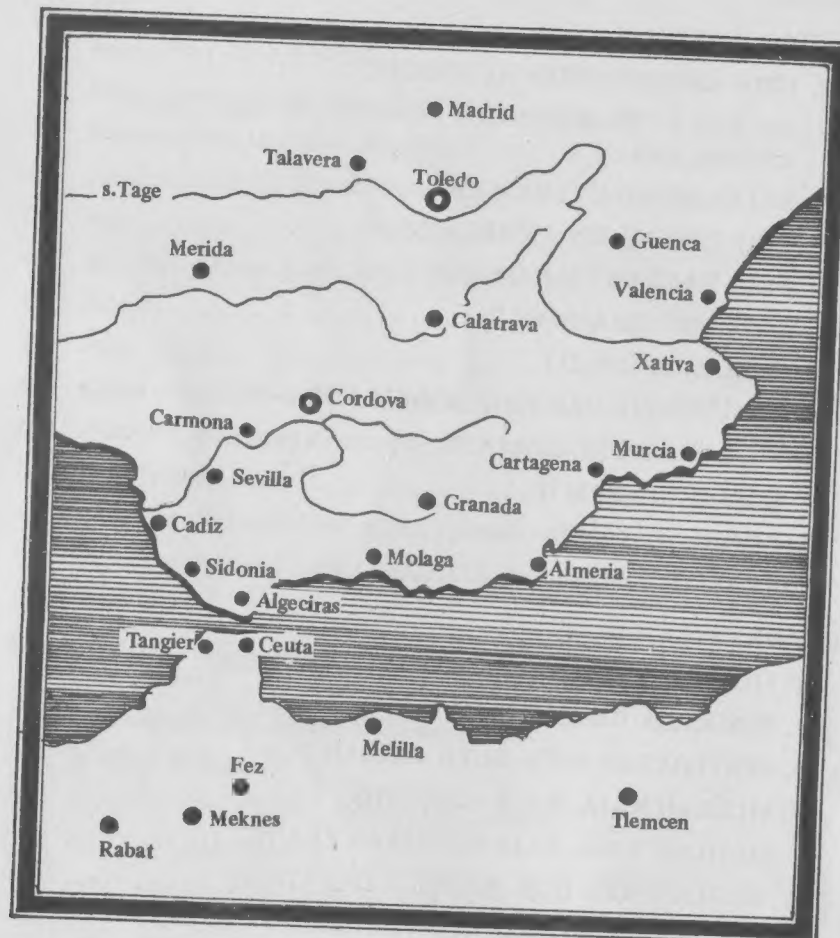 Madrid
Talavera
Toledo
s.Tage
Guenca
Merida
Valencia
Calatrava
Xativa
Cordova
Carmona
Murcia
Cartagena
Sevilla
Granada
Cadiz
Molaga
Almeria
Sidonia
Algeciras
Tangier
Ceuta
Melilla
Fez
Tlemcen
Meknes
Rabat